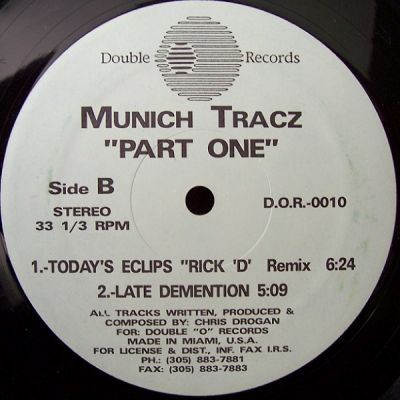 Double Records
MUNICH TRACZ
"PART ONE"
Side B
STEREO
33 1/3 RPM
D.O.R.-0010
1.-TODAY'S ECLIPS "RICK 'D' Remix 6:24
2.-LATE DEMENTION 5:09
ALL TRACKS WRITTEN, PRODUCED &
COMPOSED BY: CHRIS DROGAN
FOR: DOUBLE "O" RECORDS
MADE IN MIAMI, U.S.A.
FOR LICENSE & DIST., INF. FAX I.R.S.
PH.: (305) 883-7881
FAX: (305) 883-7883